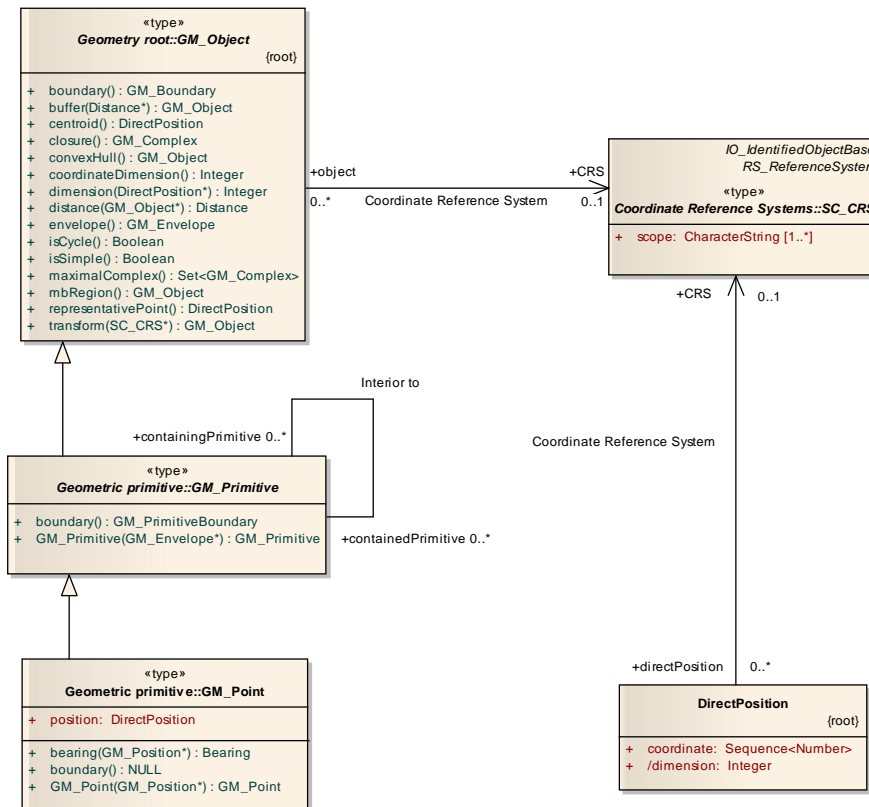 «type»
Geometry root::GM_Object
{root}
+ boundary() : GM_Boundary
+ buffer(Distance*) : GM_Object
+ centroid() : DirectPosition
+ closure() : GM_Complex
+ convexHull() : GM_Object
+ coordinateDimension() : Integer
+ dimension(DirectPosition*) : Integer
+ distance(GM_Object*) : Distance
+ envelope() : GM_Envelope
+ isCycle() : Boolean
+ isSimple() : Boolean
+ maximalComplex() : Set<GM_Complex>
+ mbRegion() : GM_Object
+ representativePoint() : DirectPosition
+ transform(SC_CRS*) : GM_Object
+object
0..*
Coordinate Reference System
+CRS
0..1
IO_IdentifiedObjectBase
RS_ReferenceSystem
«type»
Coordinate Reference Systems::SC_CRS
+ scope: CharacterString [1..*]
+CRS
0..1
Coordinate Reference System
+directPosition
0..*
Interior to
+containingPrimitive 0..*
«type»
Geometric primitive::GM_Primitive
+ boundary() : GM_PrimitiveBoundary
+ GM_Primitive(GM_Envelope*) : GM_Primitive
+containedPrimitive 0..*
«type»
Geometric primitive::GM_Point
+ position: DirectPosition
+ bearing(GM_Position*) : Bearing
+ boundary() : NULL
+ GM_Point(GM_Position*) : GM_Point
DirectPosition
{root}
+ coordinate: Sequence<Number>
+ /dimension: Integer